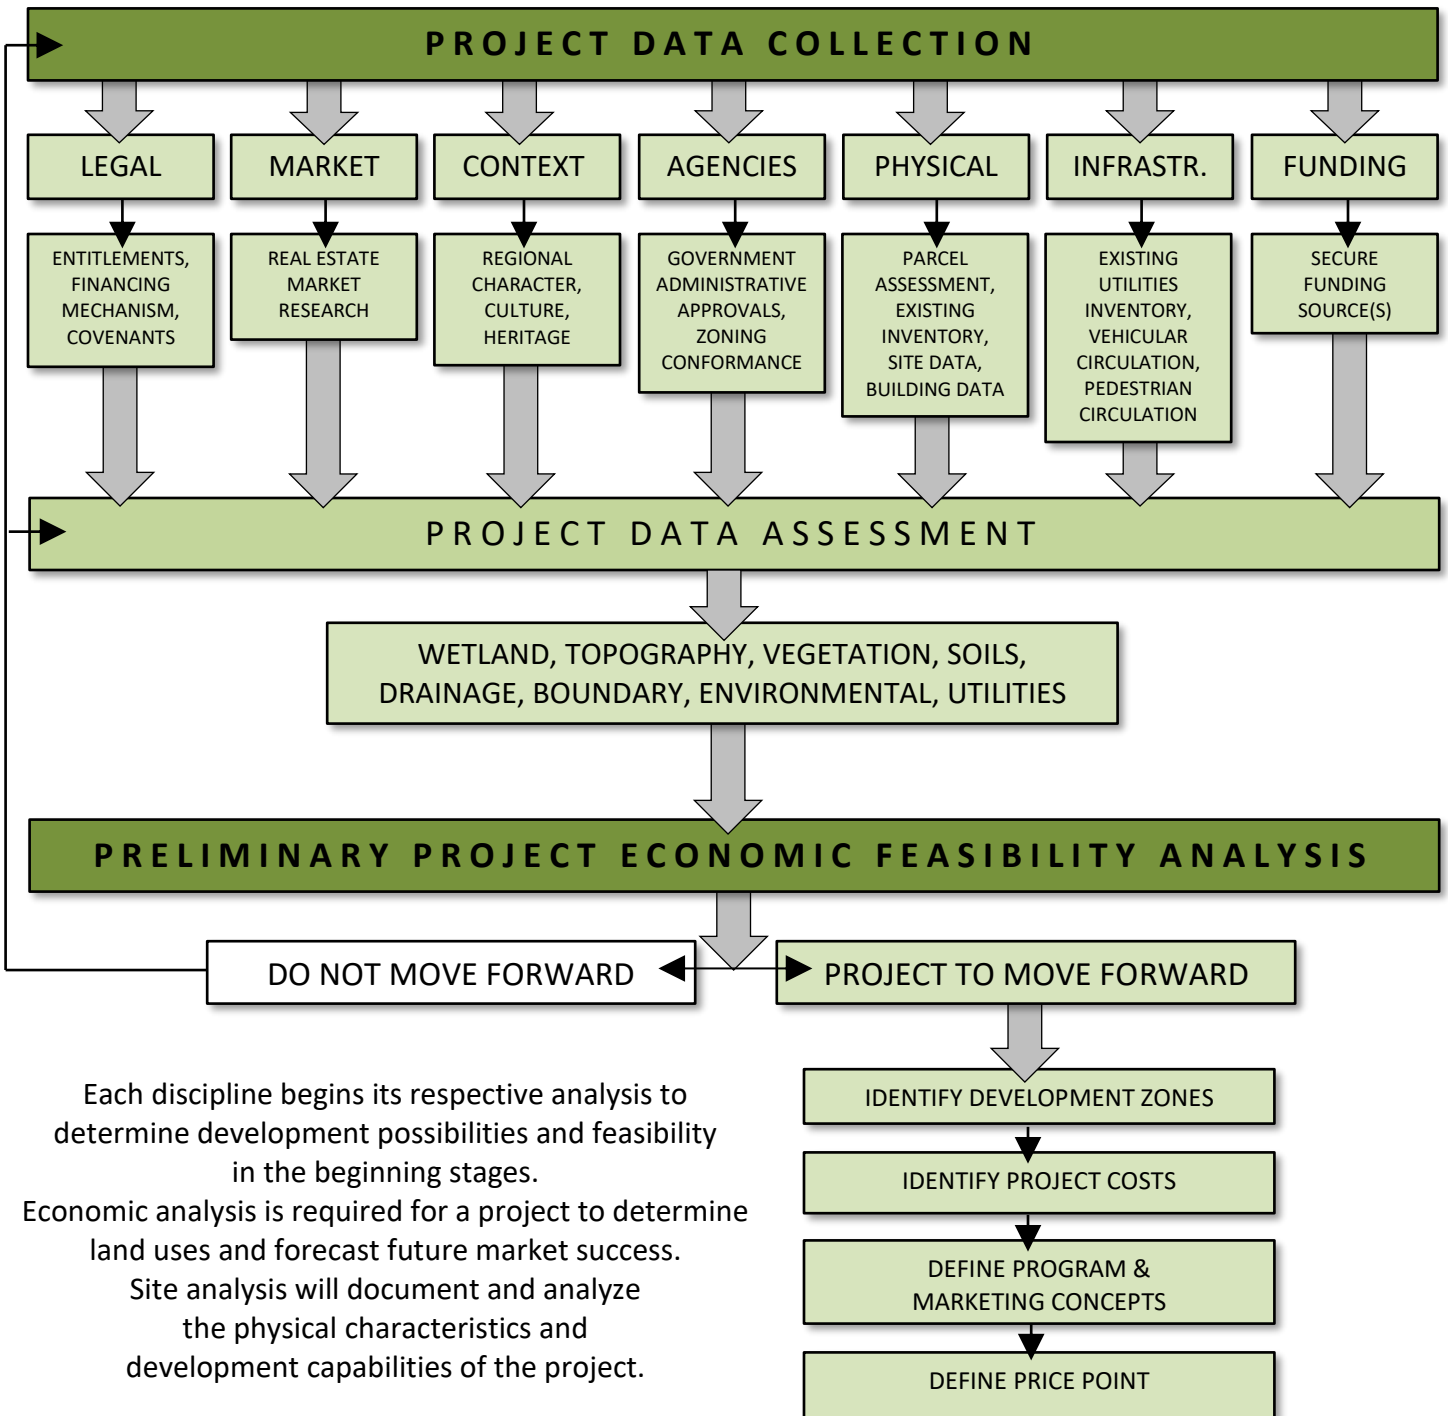 PROJECT DATA COLLECTION
LEGAL
MARKET
CONTEXT
AGENCIES
PHYSICAL
INFRASTR.
FUNDING
ENTITLEMENTS,
FINANCING
MECHANISM,
COVENANTS
REAL ESTATE
MARKET
RESEARCH
REGIONAL
CHARACTER,
CULTURE,
HERITAGE
GOVERNMENT
ADMINISTRATIVE
APPROVALS,
ZONING
CONFORMANCE
PARCEL
ASSESSMENT,
EXISTING
INVENTORY,
SITE DATA,
BUILDING DATA
EXISTING
UTILITIES
INVENTORY,
VEHICULAR
CIRCULATION,
PEDESTRIAN
CIRCULATION
SECURE
FUNDING
SOURCE(S)
PROJECT DATA ASSESSMENT
WETLAND, TOPOGRAPHY, VEGETATION, SOILS,
DRAINAGE, BOUNDARY, ENVIRONMENTAL, UTILITIES
PRELIMINARY PROJECT ECONOMIC FEASIBILITY ANALYSIS
DO NOT MOVE FORWARD
PROJECT TO MOVE FORWARD
Each discipline begins its respective analysis to
determine development possibilities and feasibility
in the beginning stages.
Economic analysis is required for a project to determine
land uses and forecast future market success.
Site analysis will document and analyze
the physical characteristics and
development capabilities of the project.
IDENTIFY DEVELOPMENT ZONES
IDENTIFY PROJECT COSTS
DEFINE PROGRAM &
MARKETING CONCEPTS
DEFINE PRICE POINT